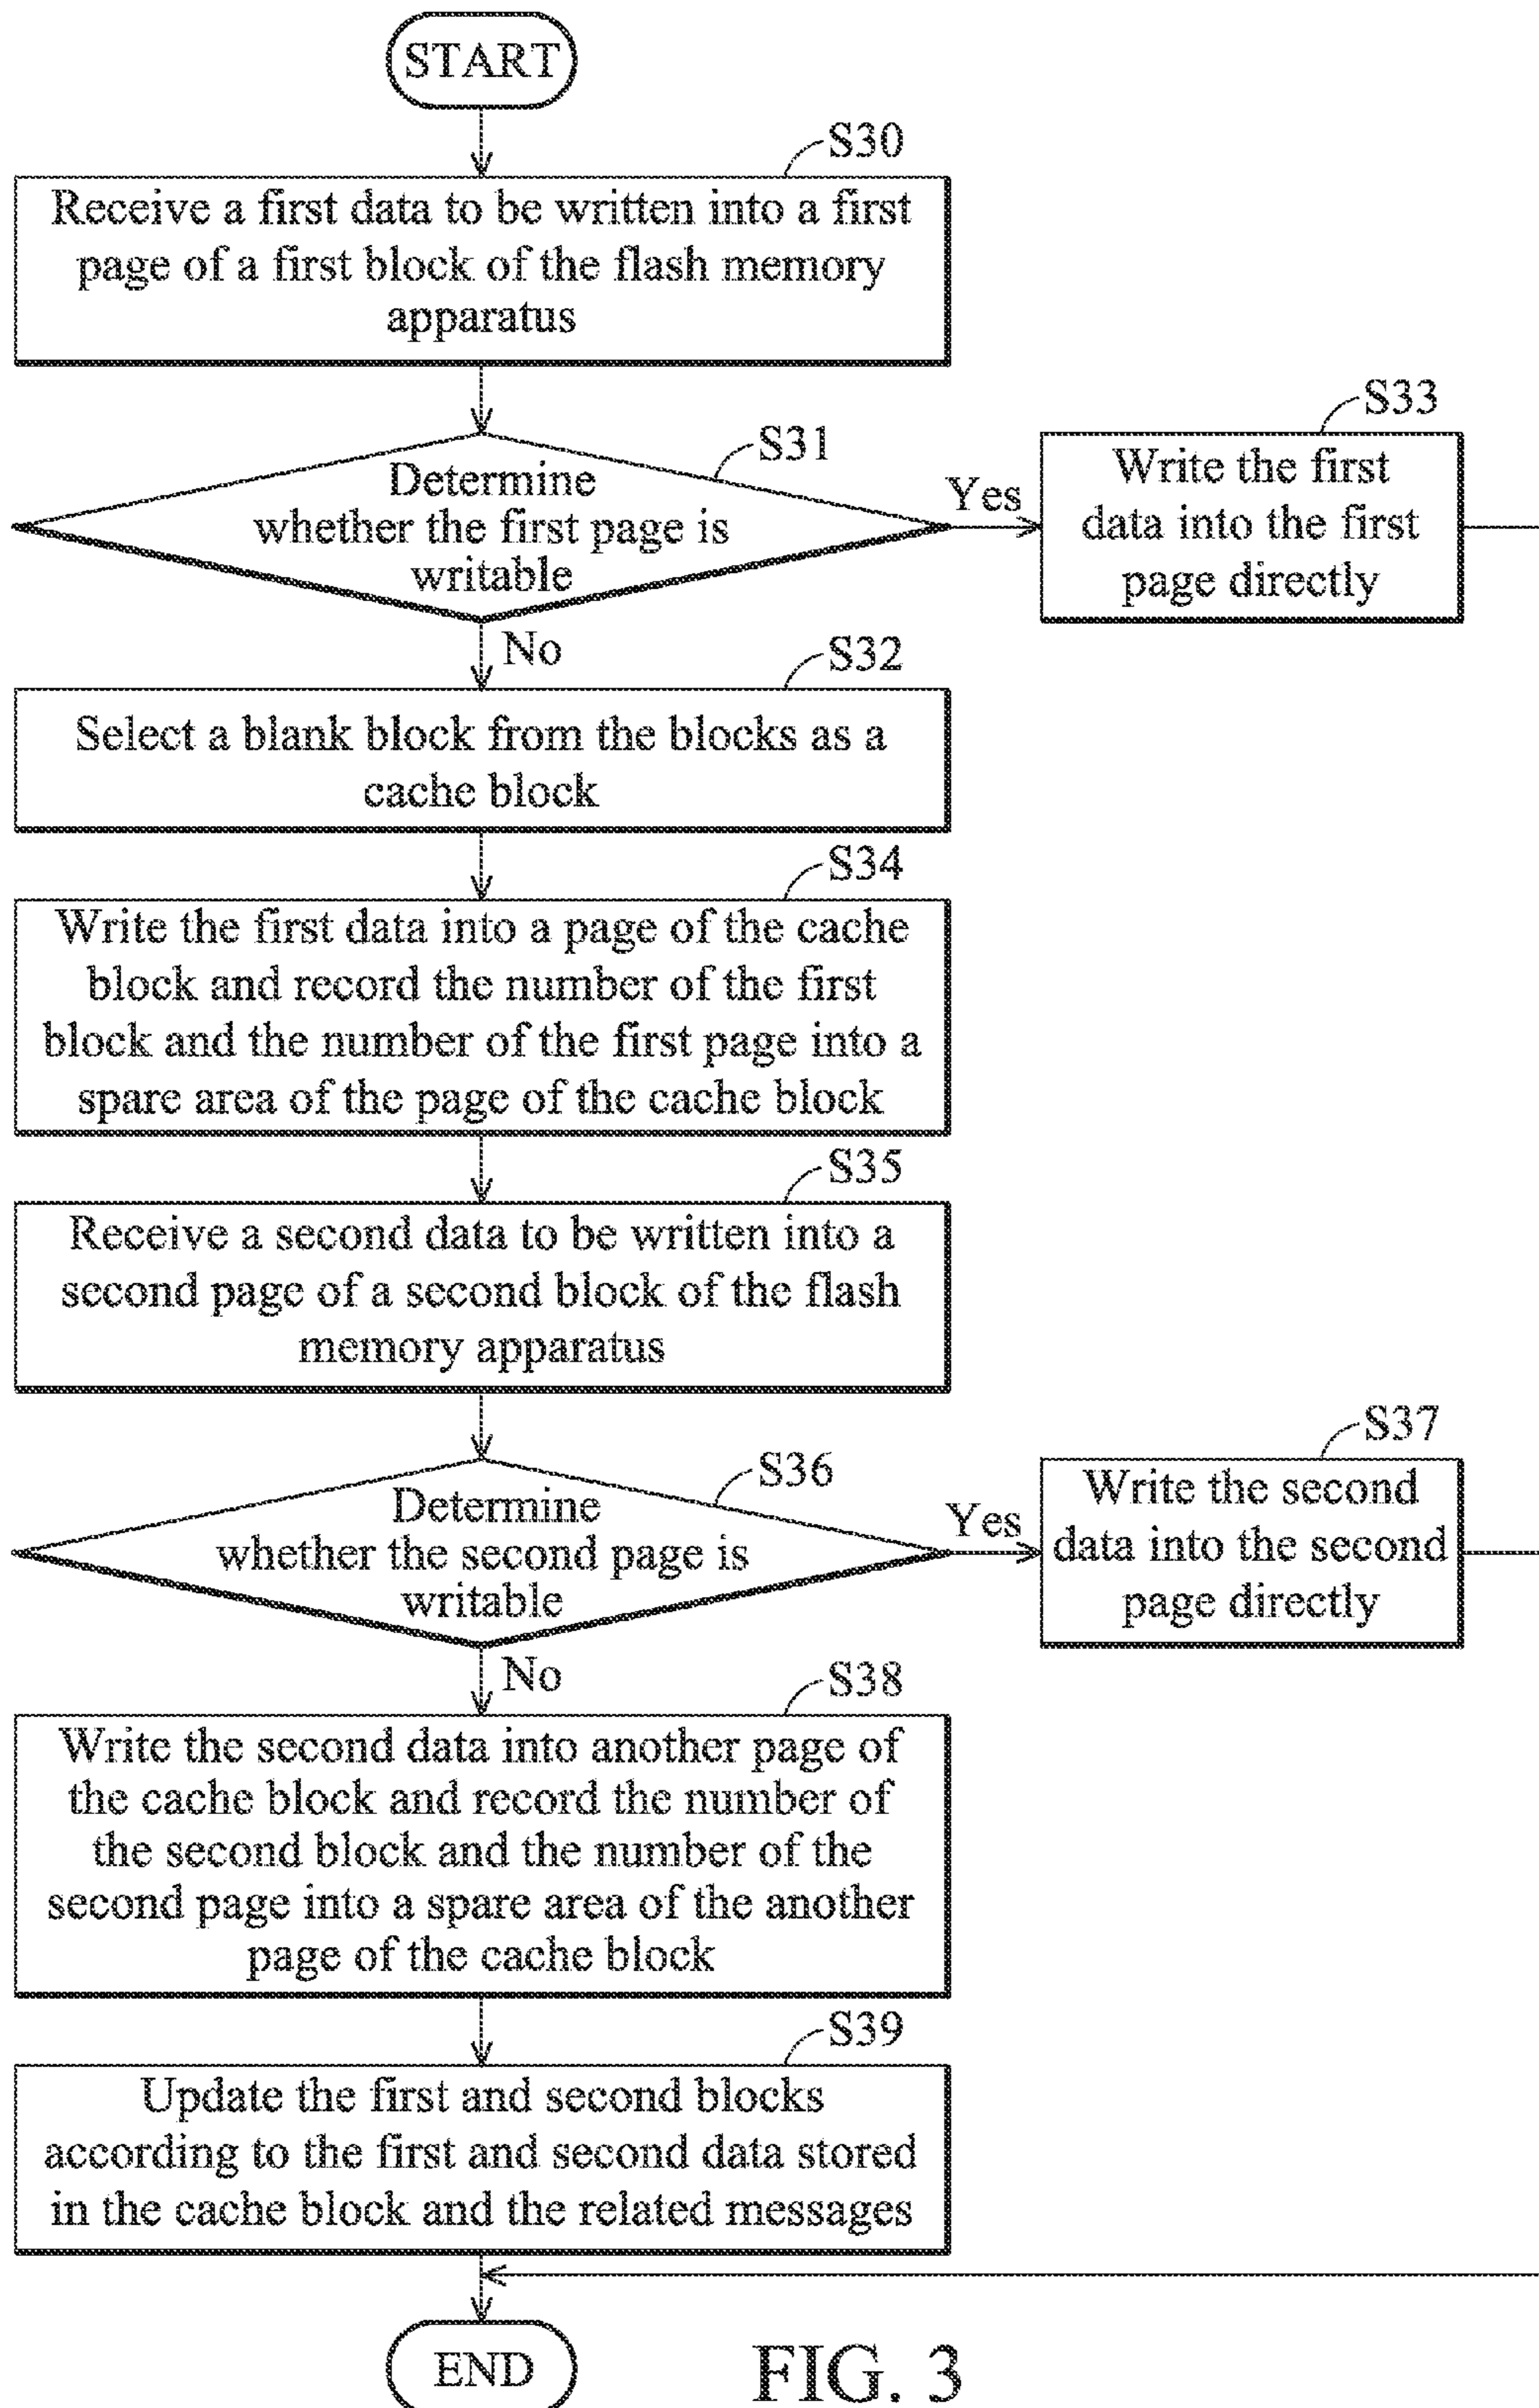 START
S30
Receive a first data to be written into a first
page of a first block of the flash memory
apparatus
S31
Determine
whether the first page is
writable
Yes
S33
Write the first
data into the first
page directly
No
S32
Select a blank block from the blocks as a
cache block
S34
Write the first data into a page of the cache
block and record the number of the first
block and the number of the first page into a
spare area of the page of the cache block
S35
Receive a second data to be written into a
second page of a second block of the flash
memory apparatus
S36
Determine
whether the second page is
writable
Yes
S37
Write the second
data into the second
page directly
No
S38
Write the second data into another page of
the cache block and record the number of
the second block and the number of the
second page into a spare area of the another
page of the cache block
S39
Update the first and second blocks
according to the first and second data stored
in the cache block and the related messages
END
FIG. 3